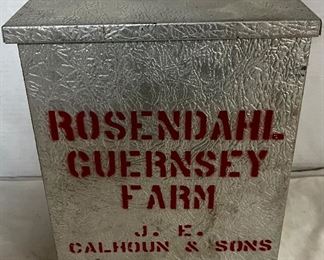 ROSENDAHL
GUERNSEY
FARM
J. E.
CALHOUN & SONS